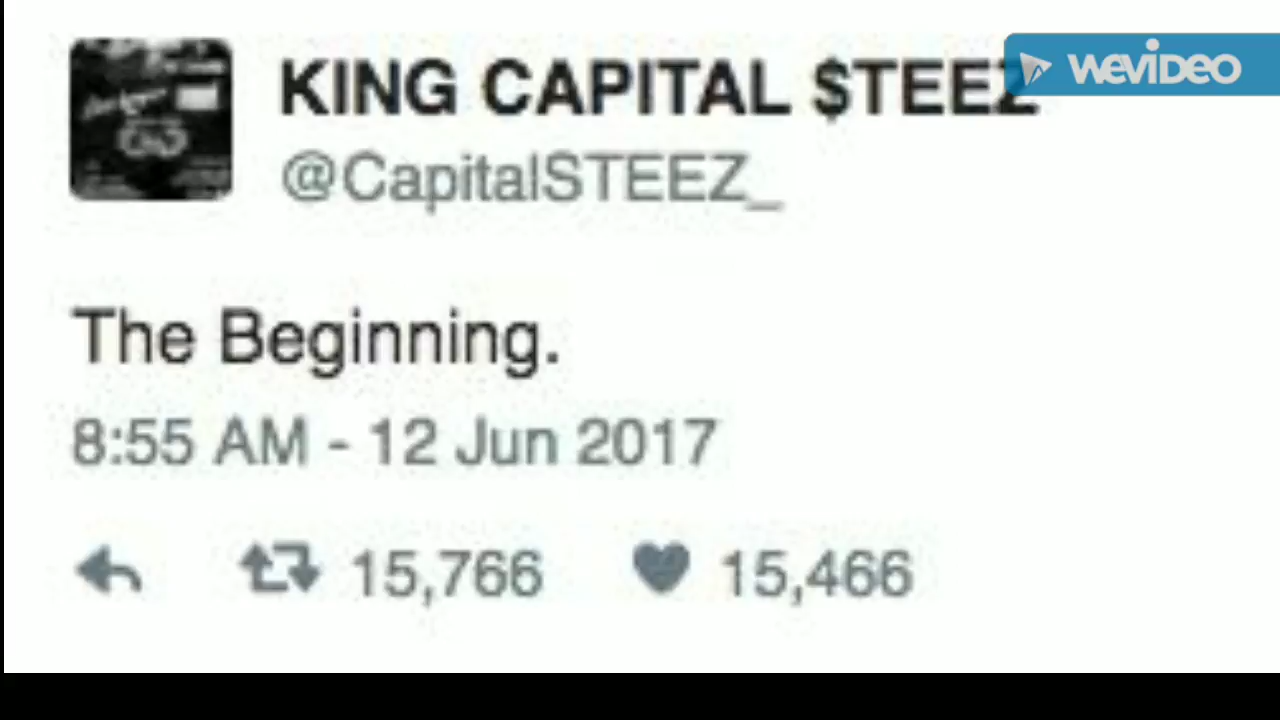 KING CAPITAL $TEEZ
WEVIDEO
@CapitalSTEEZ_
The Beginning.
8:55 AM - 12 Jun 2017
15,766 15,466